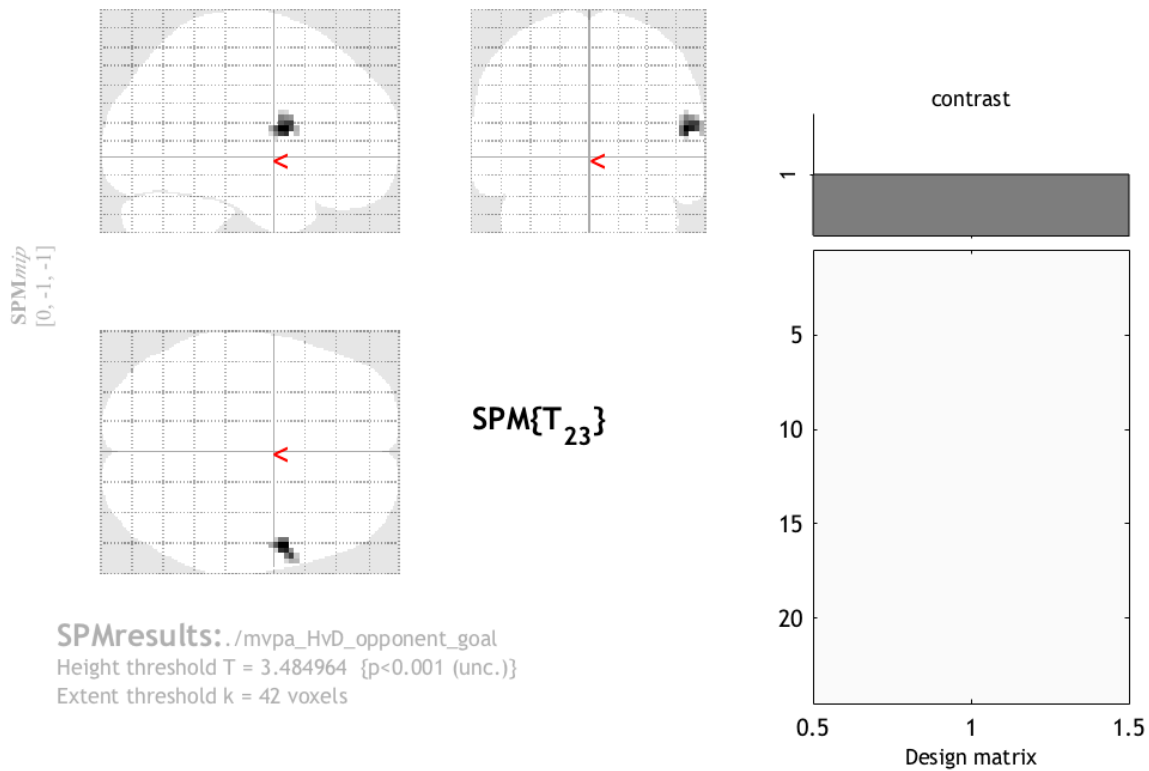 contrast
1
SPMmip
[0, -1, -1]
<
<
<
SPM{T23}
5
10
15
20
0.5 1 1.5
Design matrix
SPMresults: ./mvpa_HvD_opponent_goal
Height threshold T = 3.484964 {p<0.001 (unc.)}
Extent threshold k = 42 voxels